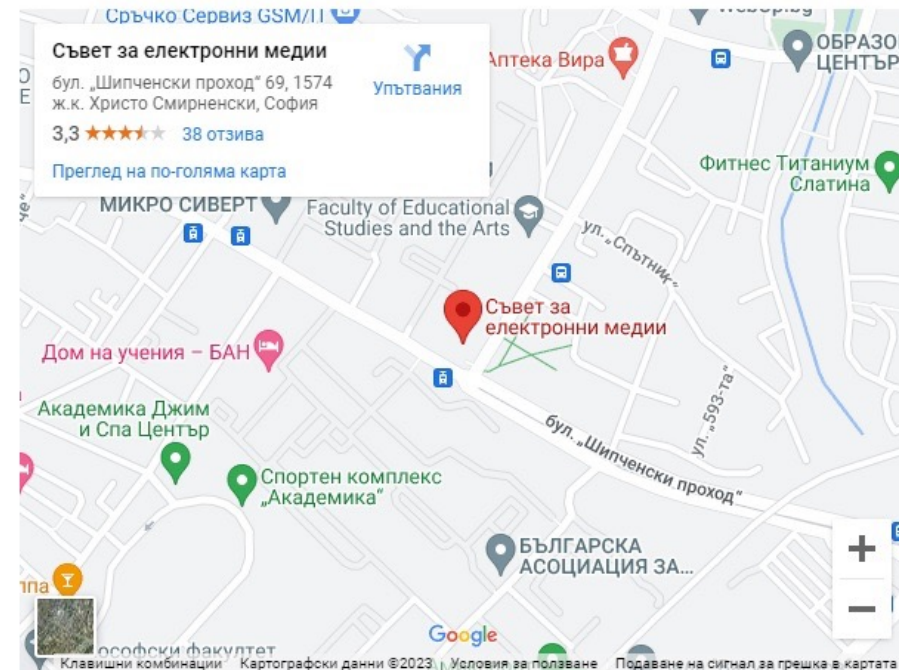 Сръчко Сервиз GSM/IT
Съвет за електронни медии
бул. „Шипченски проход“ 69, 1574
ж.к. Христо Смирненски, София
3,3
38 отзива
Преглед на по-голяма карта
Упътвания
Аптека Вира
ОБРАЗО
ЦЕНТЪР
Фитнес Титаниум
Слатина
МИКРО СИВЕРТ
Faculty of Educational
Studies and the Arts
ул. „Спътник“
Съвет за
електронни медии
Дом на учения – БАН
Академика Джим
и Спа Център
ул. „593-та“
бул. „Шипченски проход“
Спортен комплекс
„Академика“
БЪЛГАРСКА
АСОЦИАЦИЯ ЗА...
Google
Клавишни комбинации
Картографски данни ©2023
Условия за ползване
Подаване на сигнал за грешка в картата